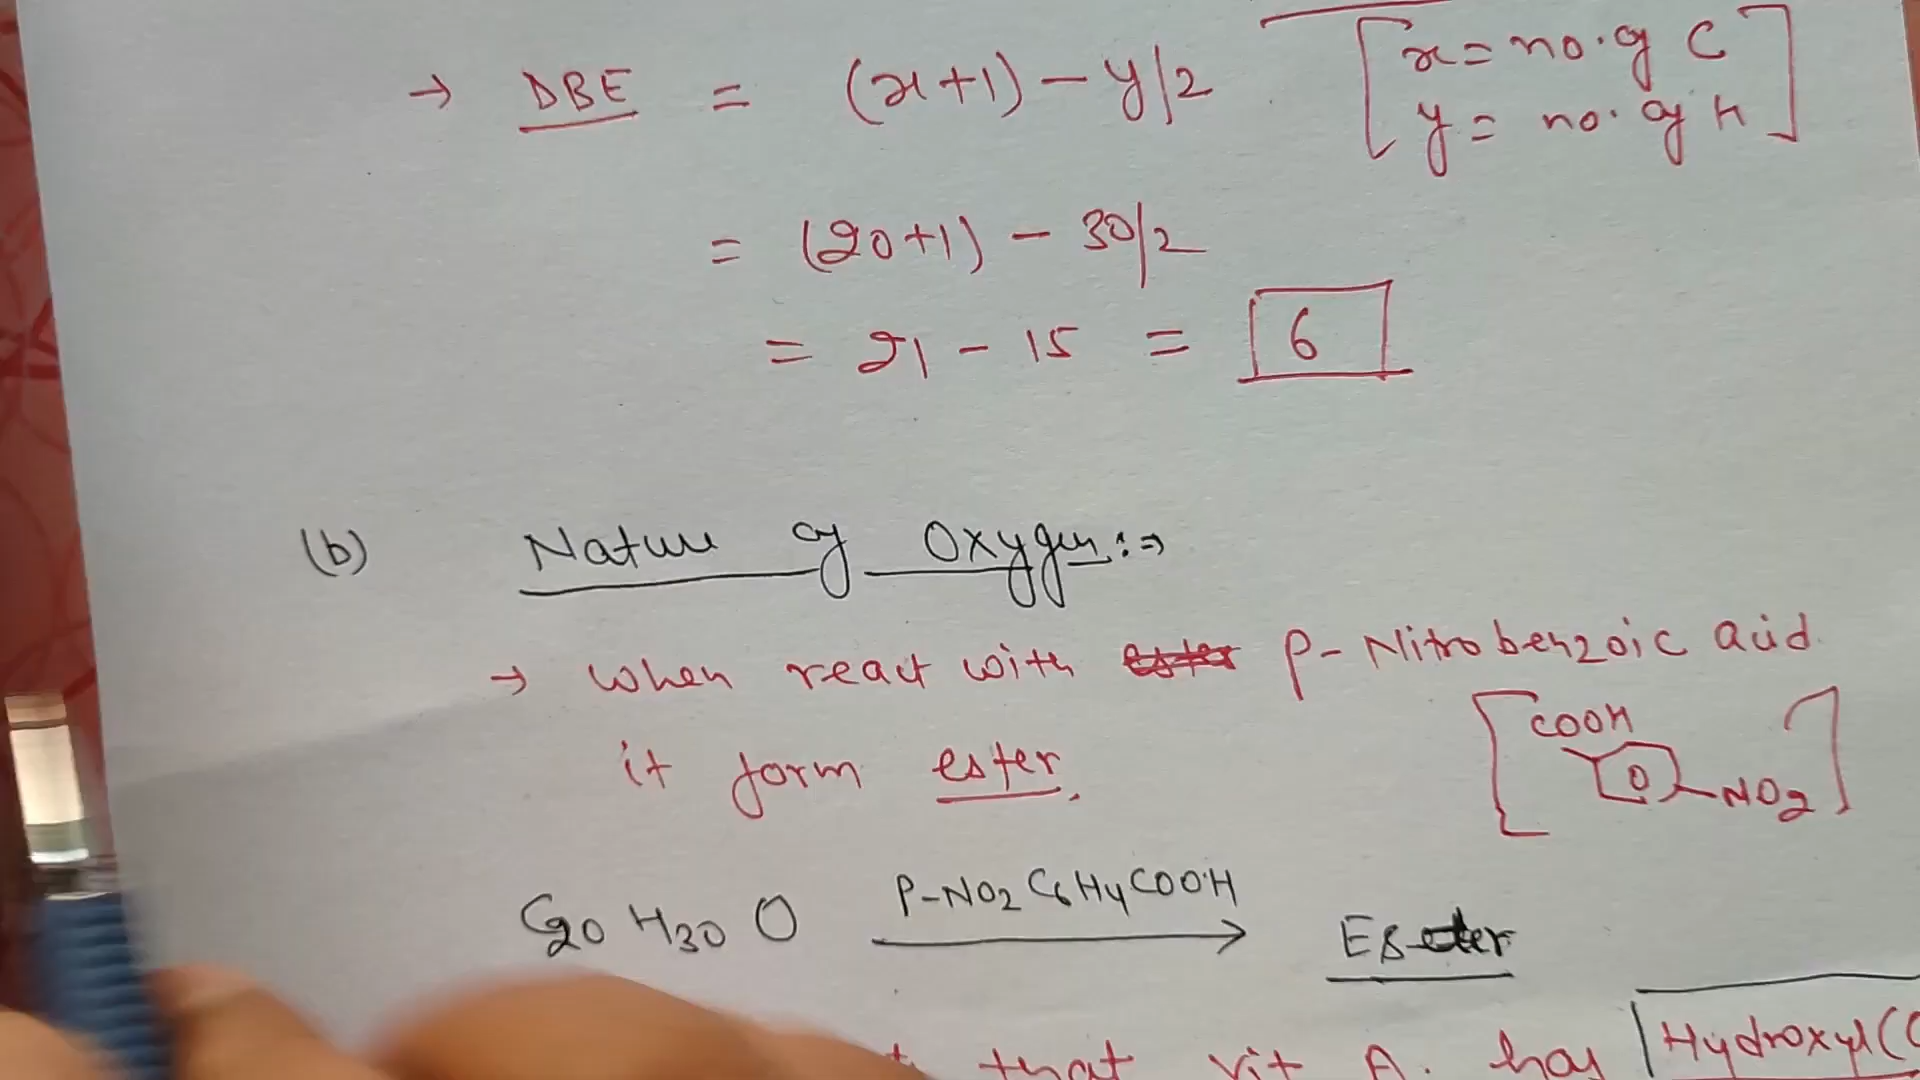 → DBE = (x+1) - y/2 [x = no. of C
y = no. of H]
= (20+1) - 30/2
= 21 - 15 = 6
(b) Nature of Oxygen :⇒
→ When react with ester P-Nitrobenzoic acid.
it form ester.
[COOH
NO2]
C20 H30 O P-NO2 C6H4COOH → Ester
that vit A. has Hydroxyl (